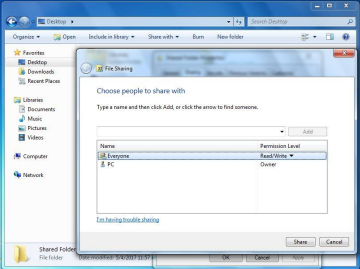 Desktop
Search Desktop
Organize
Open
Include in library
Share with
Burn
New folder
Favorites
Desktop
Downloads
Recent Places
Libraries
Documents
Music
Pictures
Videos
Computer
Network
File Sharing
Choose people to share with
Type a name and then click Add, or click the arrow to find someone.
Add
Name Permission Level
Everyone Read/Write
PC Owner
I'm having trouble sharing
Share Cancel
Shared Folder
File folder
Date modified: 5/4/2017 11:57
OK Cancel Apply